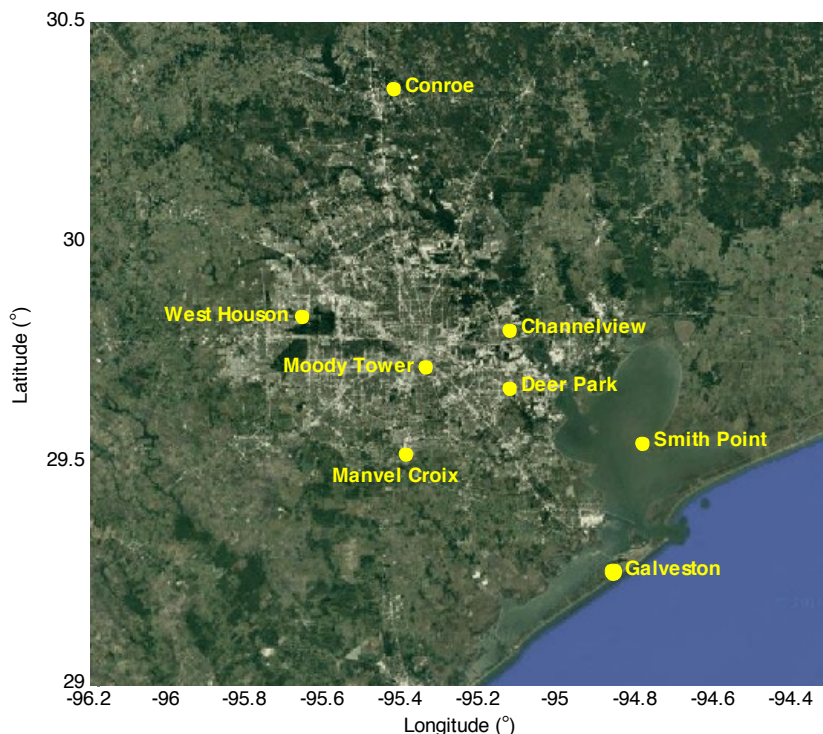 30.5
Conroe
30
West Houson
Channelview
Moody Tower
Deer Park
Smith Point
29.5
Manvel Croix
Galveston
29
-96.2 -96 -95.8 -95.6 -95.4 -95.2 -95 -94.8 -94.6 -94.4
Latitude (°)
Longitude (°)